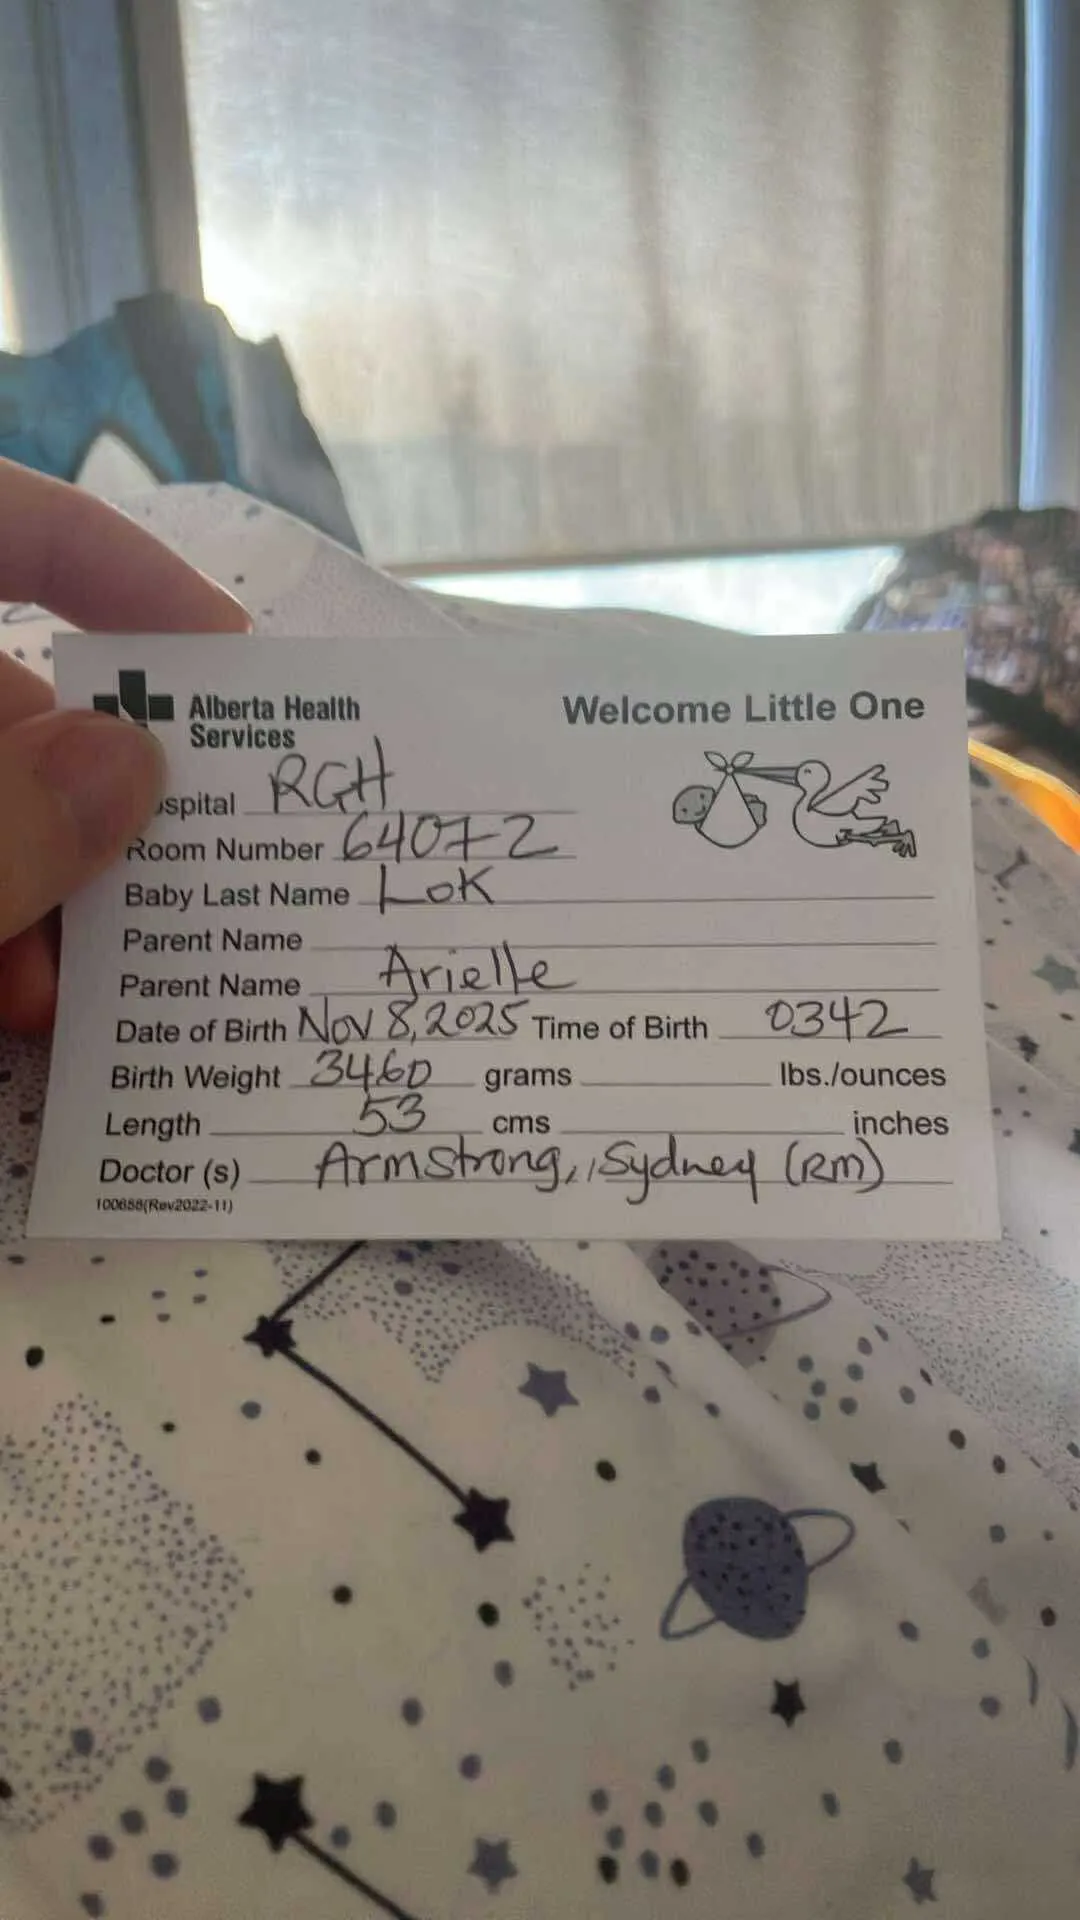 Alberta Health
Services
Welcome Little One
ospital RGH
Room Number 64072
Baby Last Name Lok
Parent Name
Parent Name Arielle
Date of Birth Nov 8, 2025 Time of Birth 0342
Birth Weight 3460 grams lbs./ounces
Length 53 cms inches
Doctor (s) Armstrong, Sydney (RM)
100658(Rev2022-11)